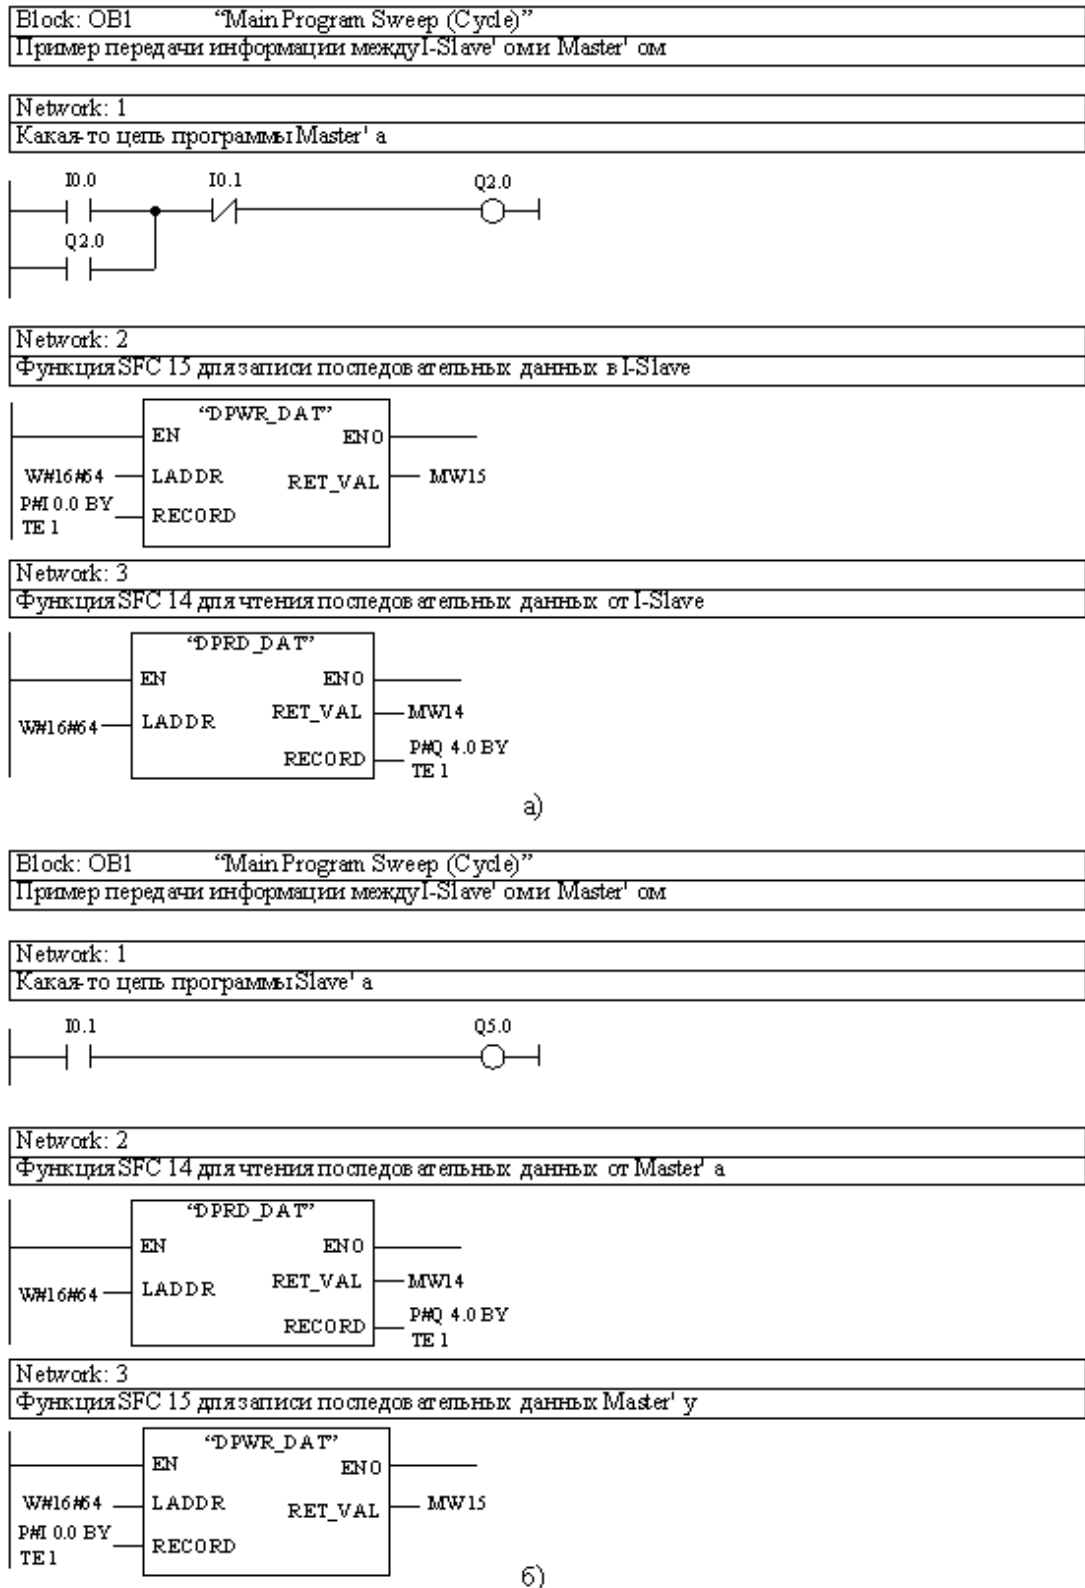 Block: OB1 “Main Program Sweep (Cycle)”
Пример передачи информации между I-Slave' ом и Master' ом
Network: 1
Какая-то цепь программы Master' а
I0.0 I0.1 Q2.0
Q2.0
Network: 2
Функция SFC 15 для записи последовательных данных в I-Slave
“DPWR_DAT”
EN ENO
W#16#64 LADDR RET_VAL MW15
P#I 0.0 BY
TE 1 RECORD
Network: 3
Функция SFC 14 для чтения последовательных данных от I-Slave
“DPRD_DAT”
EN ENO
W#16#64 LADDR RET_VAL MW14
RECORD P#Q 4.0 BY
TE 1
а)
Block: OB1 “Main Program Sweep (Cycle)”
Пример передачи информации между I-Slave' ом и Master' ом
Network: 1
Какая-то цепь программы Slave' а
I0.1 Q5.0
Network: 2
Функция SFC 14 для чтения последовательных данных от Master' а
“DPRD_DAT”
EN ENO
W#16#64 LADDR RET_VAL MW14
RECORD P#Q 4.0 BY
TE 1
Network: 3
Функция SFC 15 для записи последовательных данных Master' у
“DPWR_DAT”
EN ENO
W#16#64 LADDR RET_VAL MW15
P#I 0.0 BY
TE 1 RECORD
б)